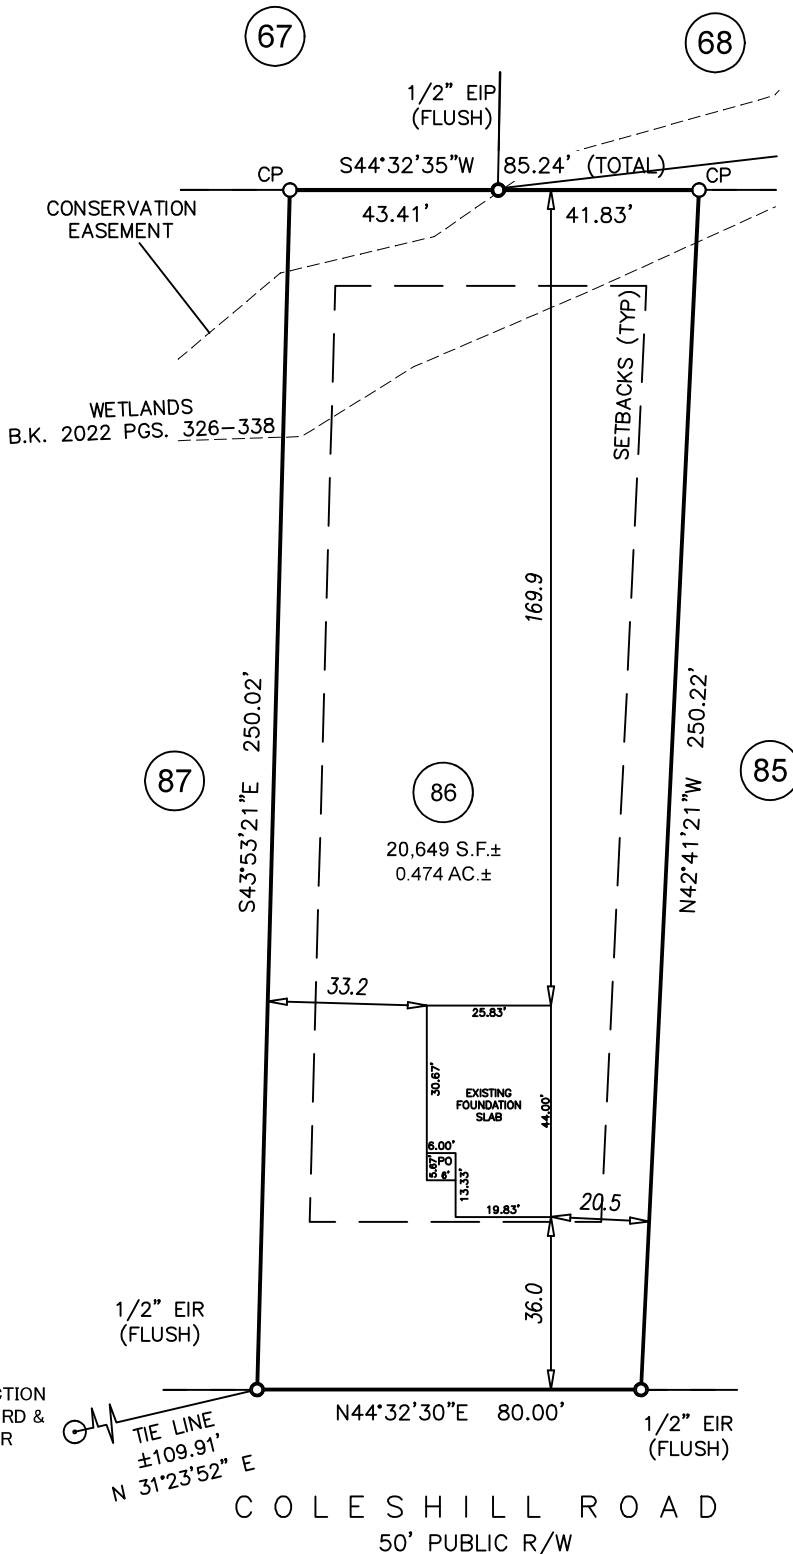 67
68
1/2" EIP
(FLUSH)
S44°32'35"W 85.24' (TOTAL)
CP
CP
43.41'
41.83'
CONSERVATION
EASEMENT
SETBACKS (TYP)
WETLANDS
B.K. 2022 PGS. 326-338
169.9
S43°53'21"E 250.02'
N42°41'21"W 250.22'
87
86
85
20,649 S.F.±
0.474 AC.±
33.2
25.83'
30.67'
EXISTING
FOUNDATION
SLAB
44.00'
6.00'
5.67'
PO
6'
13.33'
19.83'
20.5
36.0
1/2" EIR
(FLUSH)
CTION
RD &
R
TIE LINE
±109.91'
N 31°23'52" E
N44°32'30"E 80.00'
1/2" EIR
(FLUSH)
COLESHILL ROAD
50' PUBLIC R/W